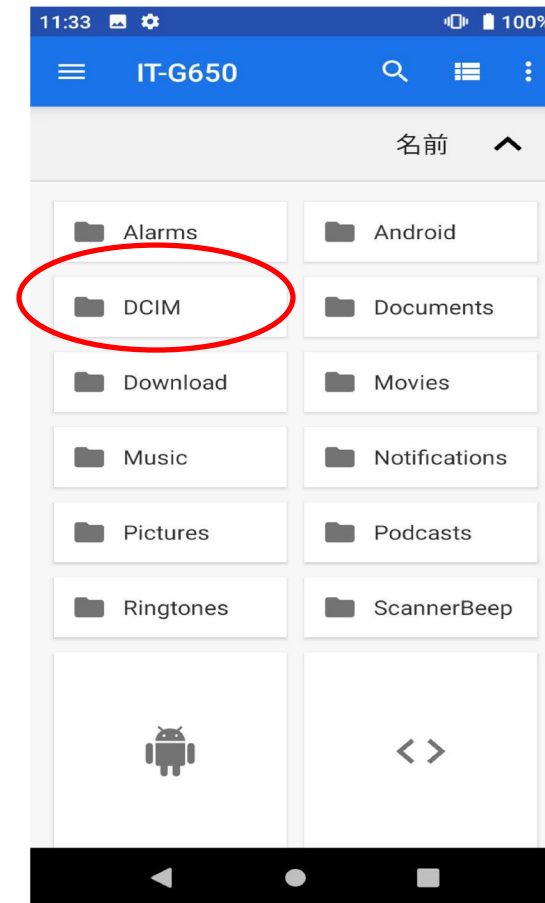 11:33 100%
IT-G650
名前
Alarms Android
DCIM Documents
Download Movies
Music Notifications
Pictures Podcasts
Ringtones ScannerBeep